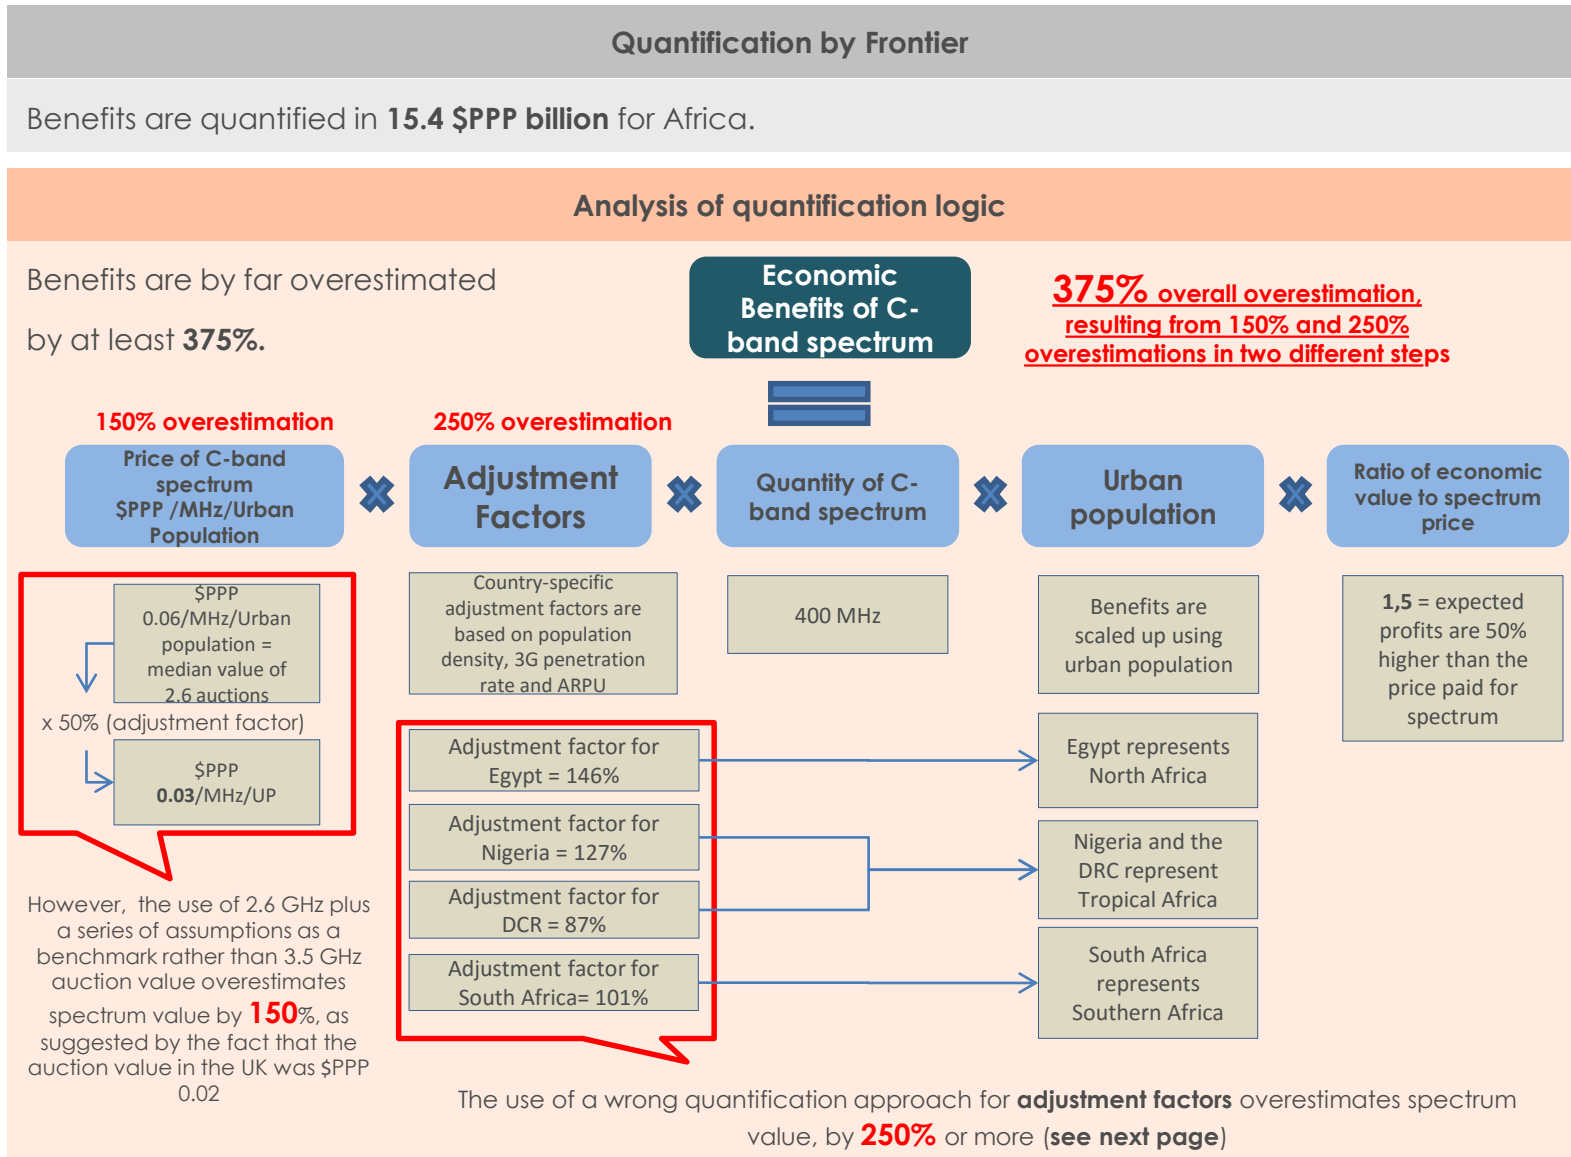 Quantification by Frontier
Benefits are quantified in 15.4 $PPP billion for Africa.
Analysis of quantification logic
Benefits are by far overestimated
by at least 375%.
Economic
Benefits of C-
band spectrum
375% overall overestimation,
resulting from 150% and 250%
overestimations in two different steps
150% overestimation
250% overestimation
Price of C-band
spectrum
$PPP /MHz/Urban
Population
Adjustment
Factors
Quantity of C-
band spectrum
Urban
population
Ratio of economic
value to spectrum
price
$PPP
0.06/MHz/Urban
population =
median value of
2.6 auctions
x 50% (adjustment factor)
$PPP
0.03/MHz/UP
Country-specific
adjustment factors are
based on population
density, 3G penetration
rate and ARPU
400 MHz
Benefits are
scaled up using
urban population
1,5 = expected
profits are 50%
higher than the
price paid for
spectrum
Adjustment factor for
Egypt = 146%
Egypt represents
North Africa
Adjustment factor for
Nigeria = 127%
Adjustment factor for
DCR = 87%
Nigeria and the
DRC represent
Tropical Africa
Adjustment factor for
South Africa= 101%
South Africa
represents
Southern Africa
However, the use of 2.6 GHz plus
a series of assumptions as a
benchmark rather than 3.5 GHz
auction value overestimates
spectrum value by 150%, as
suggested by the fact that the
auction value in the UK was $PPP
0.02
The use of a wrong quantification approach for adjustment factors overestimates spectrum
value, by 250% or more (see next page)